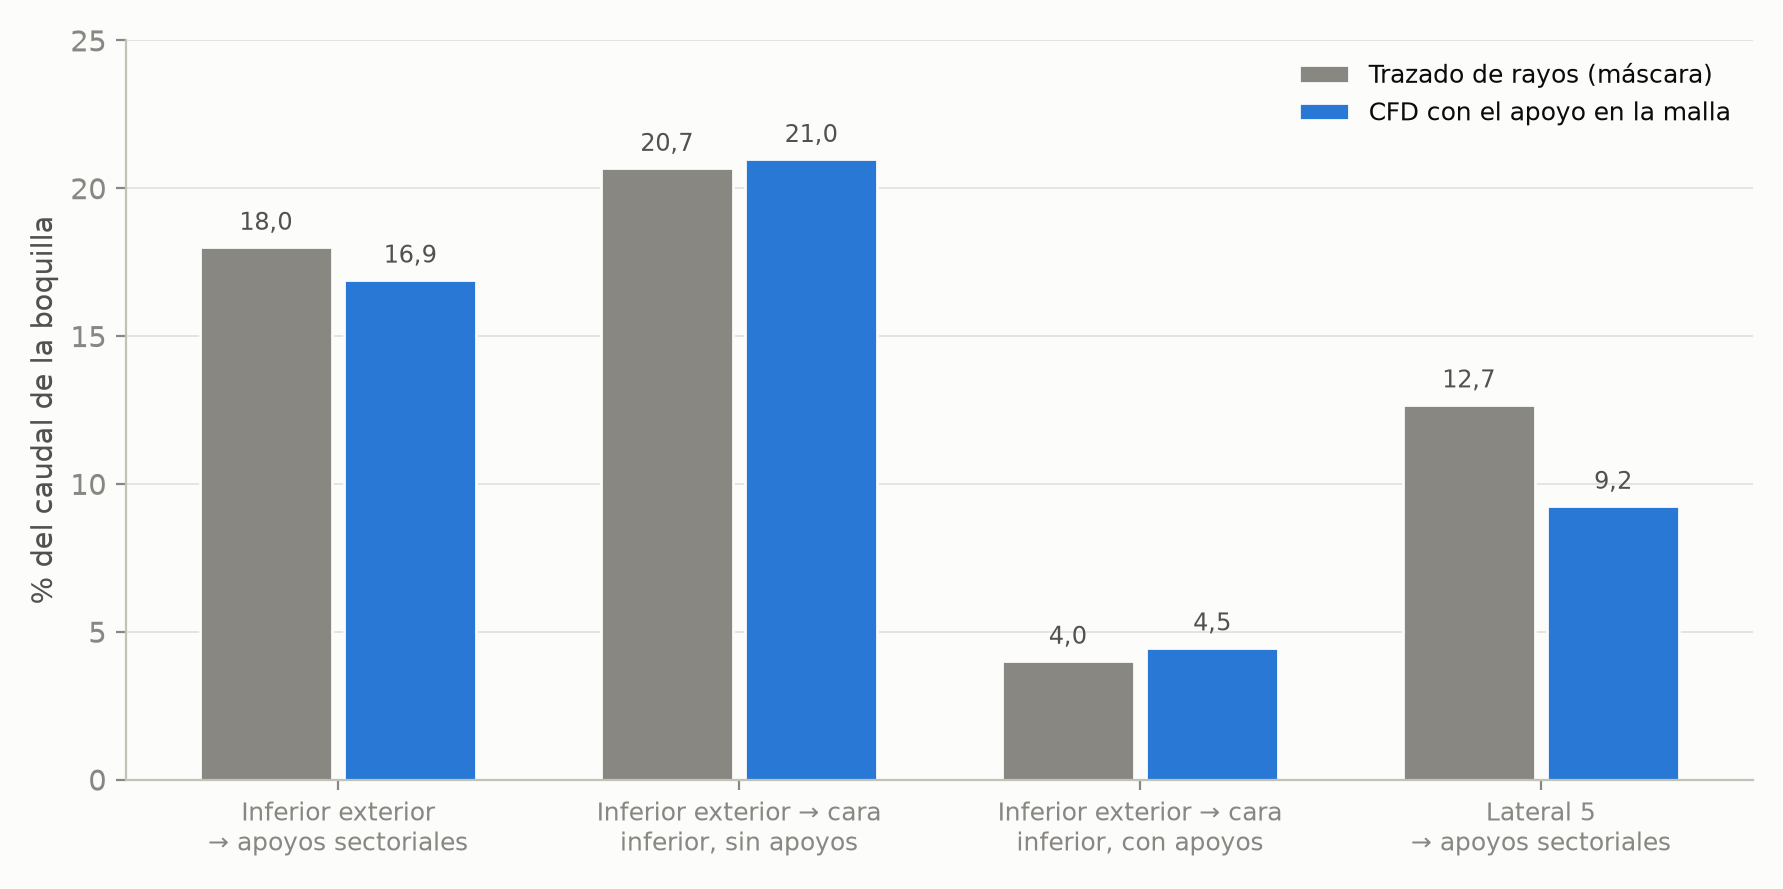 Trazado de rayos (máscara)
CFD con el apoyo en la malla
% del caudal de la boquilla
25
20
15
10
5
0
18,0
16,9
20,7
21,0
4,0
4,5
12,7
9,2
Inferior exterior
→ apoyos sectoriales
Inferior exterior → cara
inferior, sin apoyos
Inferior exterior → cara
inferior, con apoyos
Lateral 5
→ apoyos sectoriales